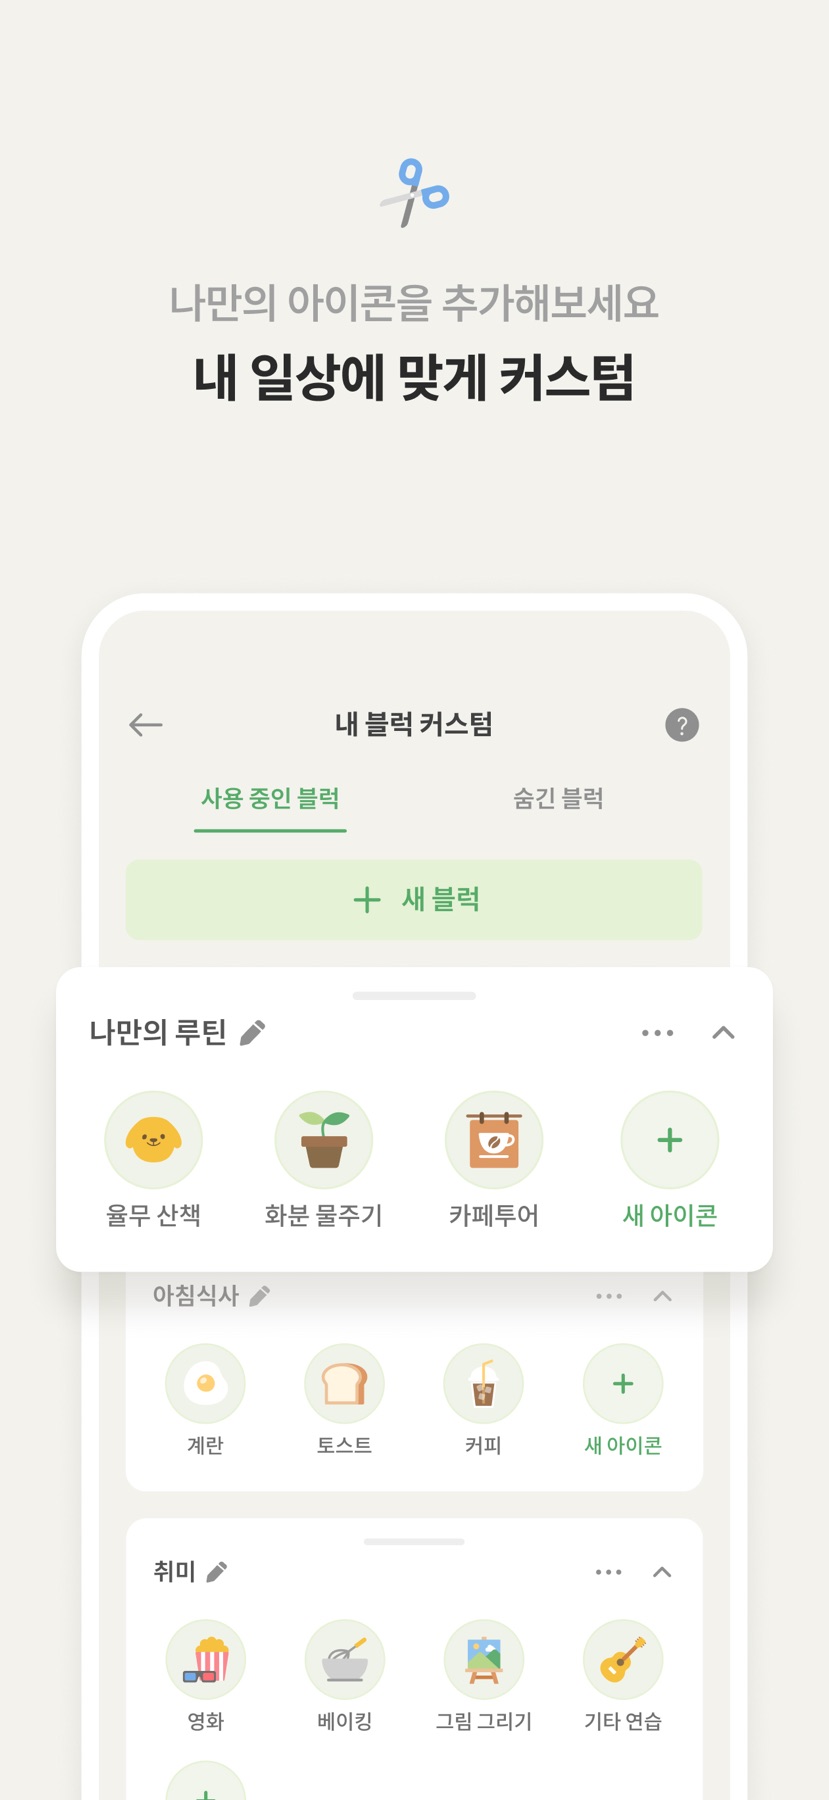 나만의 아이콘을 추가해보세요
내 일상에 맞게 커스텀
내 블럭 커스텀
?
사용 중인 블럭
숨긴 블럭
+ 새 블럭
나만의 루틴
율무 산책
화분 물주기
카페투어
새 아이콘
아침식사
계란
토스트
커피
새 아이콘
취미
영화
베이킹
그림 그리기
기타 연습